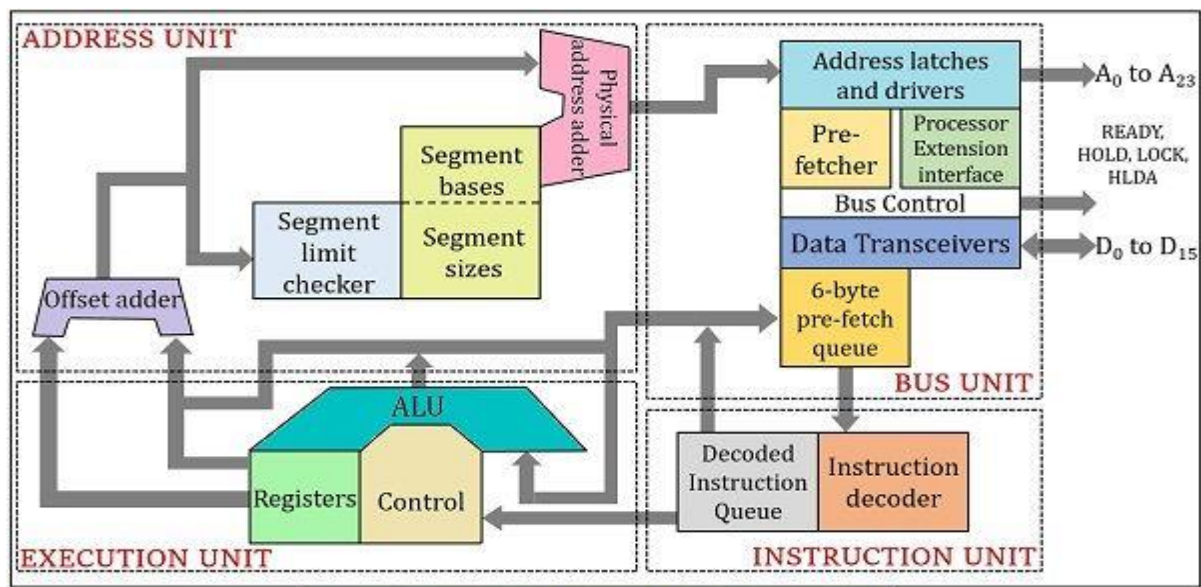 ADDRESS UNIT
Physical
address adder
Segment
bases
Segment
sizes
Segment
limit
checker
Offset adder
Address latches
and drivers
Pre-
fetcher
Processor
Extension
interface
Bus Control
Data Transceivers
6-byte
pre-fetch
queue
BUS UNIT
A₀ to A₂₃
READY,
HOLD, LOCK,
HLDA
D₀ to D₁₅
ALU
Registers
Control
EXECUTION UNIT
Decoded
Instruction
Queue
Instruction
decoder
INSTRUCTION UNIT